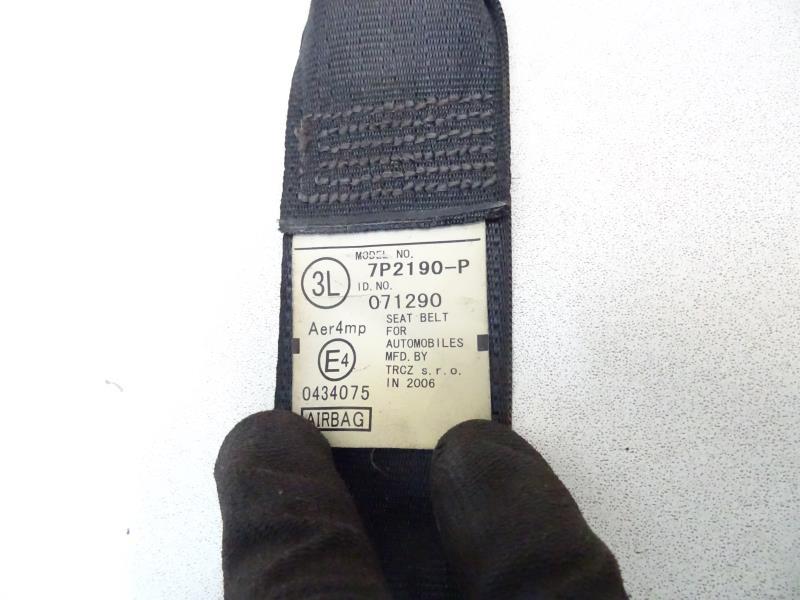 MODEL NO.
7P2190-P
3L
ID.NO.
071290
Aer4mp
SEAT BELT
FOR
AUTOMOBILES
MFD. BY
TRCZ s.r.o.
IN 2006
E4
0434075
AIRBAG